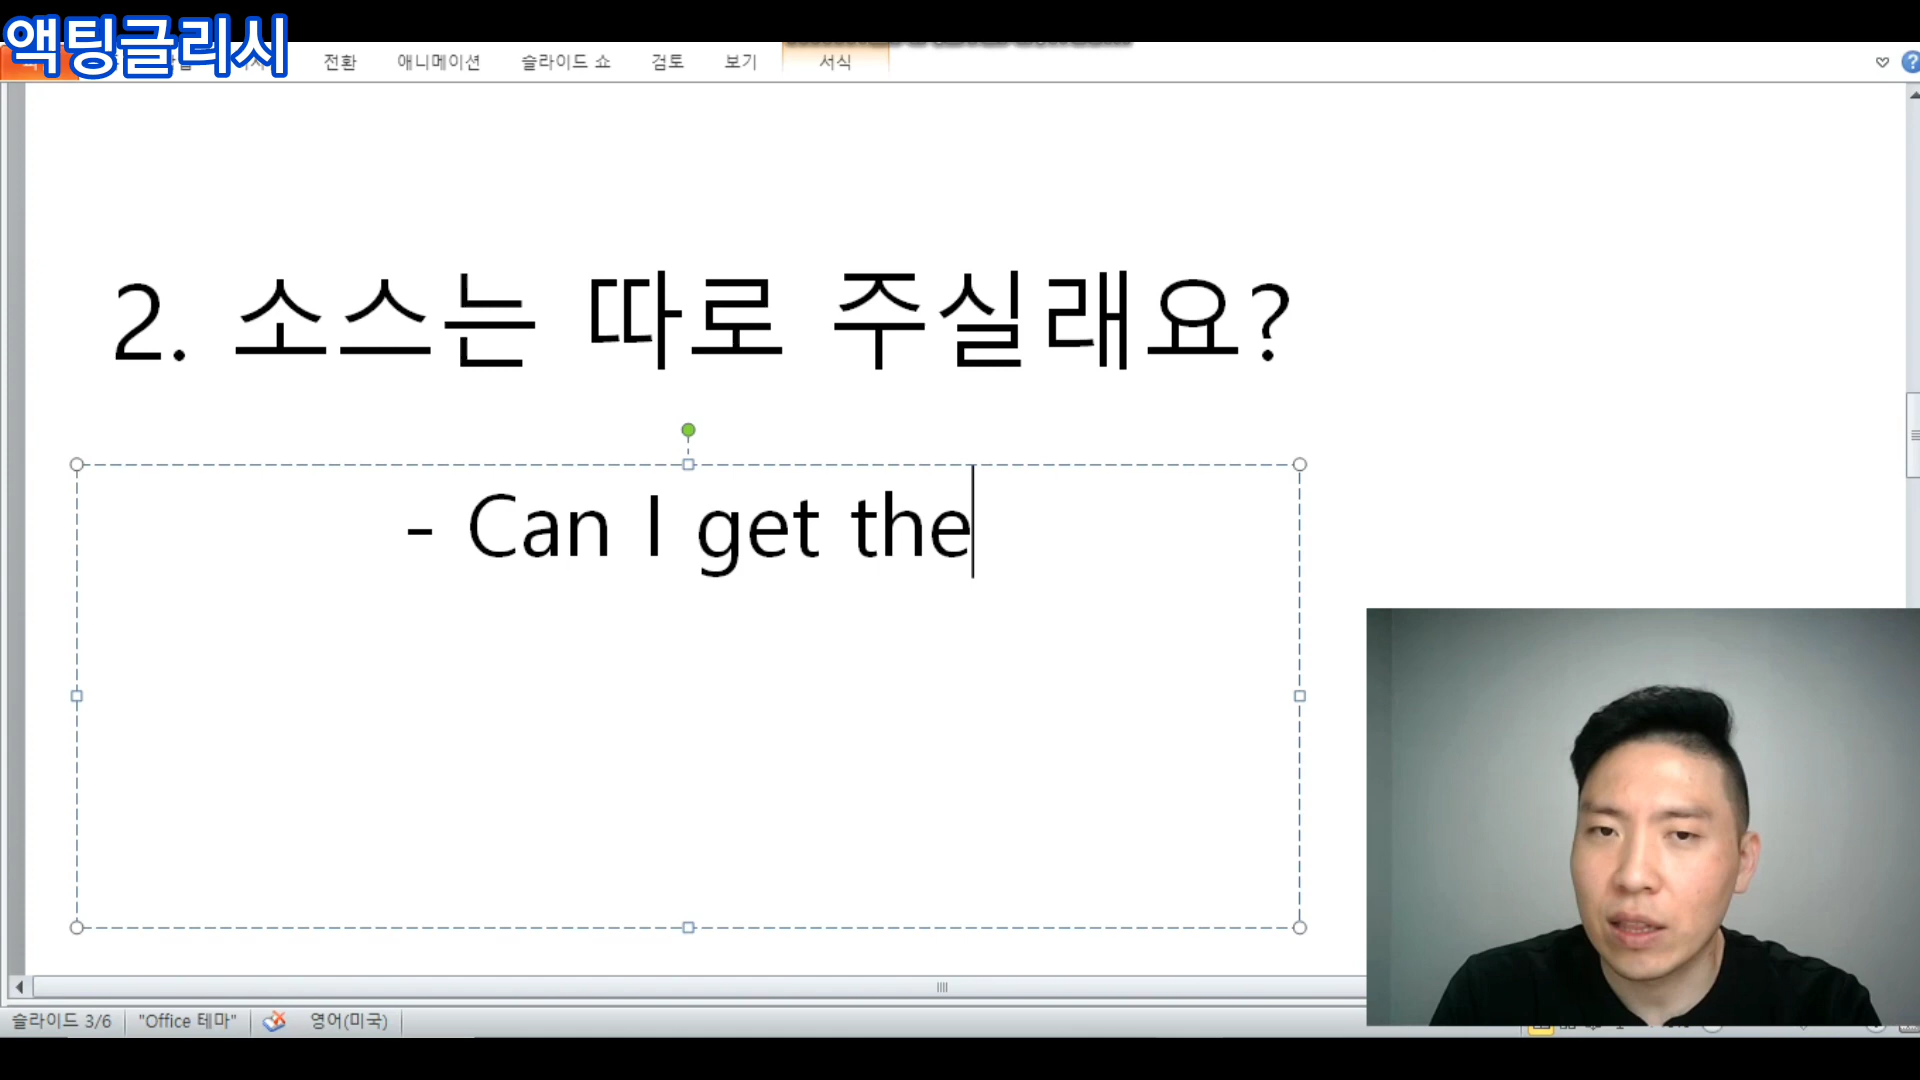 액팅글리시
전환 애니메이션 슬라이드 쇼 검토 보기 서식
2. 소스는 따로 주실래요?
- Can I get the
슬라이드 3/6 "Office 테마" 영어(미국)